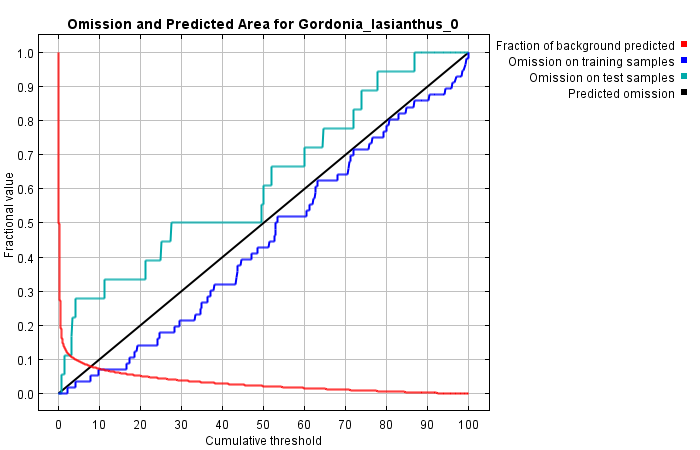 Omission and Predicted Area for Gordonia_lasianthus_0
Fraction of background predicted
Omission on training samples
Omission on test samples
Predicted omission
Fractional value
1.0
0.9
0.8
0.7
0.6
0.5
0.4
0.3
0.2
0.1
0.0
0 10 20 30 40 50 60 70 80 90 100
Cumulative threshold